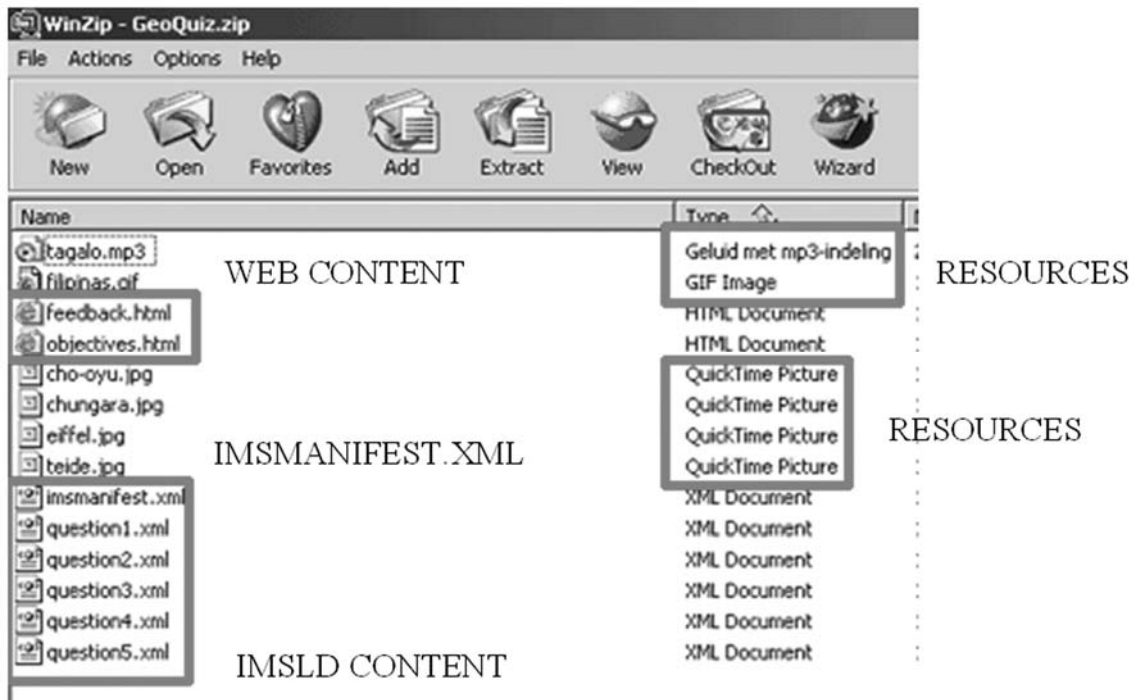 WinZip - GeoQuiz.zip
File Actions Options Help
New Open Favorites Add Extract View CheckOut Wizard
Name Type
tagalo.mp3 Geluid met mp3-indeling
WEB CONTENT RESOURCES
filipinas.gif GIF Image
feedback.html HTML Document
objectives.html HTML Document
cho-oyu.jpg QuickTime Picture
chungara.jpg QuickTime Picture
eiffel.jpg QuickTime Picture
RESOURCES
IMSMANIFEST.XML
teide.jpg QuickTime Picture
imsmanifest.xml XML Document
question1.xml XML Document
question2.xml XML Document
question3.xml XML Document
question4.xml XML Document
question5.xml XML Document
IMSLD CONTENT